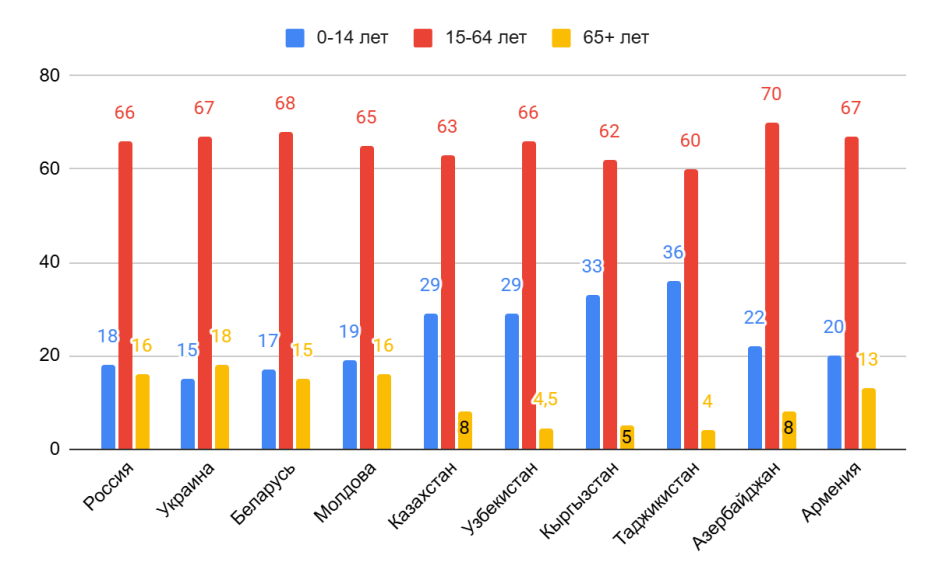 0-14 лет 15-64 лет 65+ лет
80
60
40
20
0
18 66 16
15 67 18
17 68 15
19 65 16
29 63 8
29 66 4,5
33 62 5
36 60 4
22 70 8
20 67 13
Россия
Украина
Беларусь
Молдова
Казахстан
Узбекистан
Кыргызстан
Таджикистан
Азербайджан
Армения